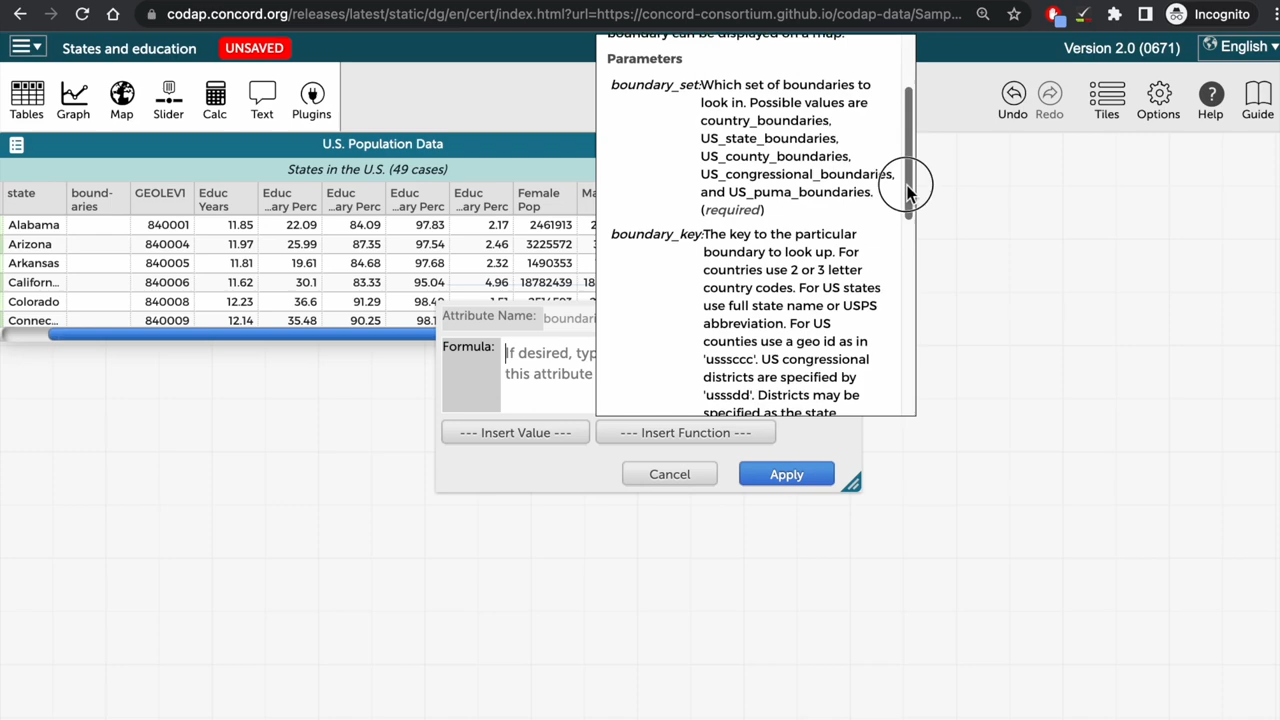 codap.concord.org/releases/latest/static/dg/en/cert/index.html?url=https://concord-consortium.github.io/codap-data/Samp...
Incognito
States and education
UNSAVED
Version 2.0 (0671)
English
Tables
Graph
Map
Slider
Calc
Text
Plugins
Undo
Redo
Tiles
Options
Help
Guide
Parameters
boundary_set:Which set of boundaries to
look in. Possible values are
country_boundaries,
US_state_boundaries,
US_county_boundaries,
US_congressional_boundaries,
and US_puma_boundaries.
(required)
boundary_key:The key to the particular
boundary to look up. For
countries use 2 or 3 letter
country codes. For US states
use full state name or USPS
abbreviation. For US
counties use a geo id as in
'usssccc'. US congressional
districts are specified by
'usssdd'. Districts may be
specified as the state
U.S. Population Data
States in the U.S. (49 cases)
state bound- GEOLEV1 Educ Educ Educ Educ Educ Female
aries Years ...ary Perc ...ary Perc ...ary Perc ...ary Perc Pop
Alabama 840001 11.85 22.09 84.09 97.83 2.17 2461913
Arizona 840004 11.97 25.99 87.35 97.54 2.46 3225572
Arkansas 840005 11.81 19.61 84.68 97.68 2.32 1490353
Californ... 840006 11.62 30.1 83.33 95.04 4.96 18782439
Colorado 840008 12.23 36.6 91.29
Connec... 840009 12.14 35.48 90.25
Attribute Name:
Formula:
If desired, typ
this attribute
--- Insert Value ---
--- Insert Function ---
Cancel
Apply